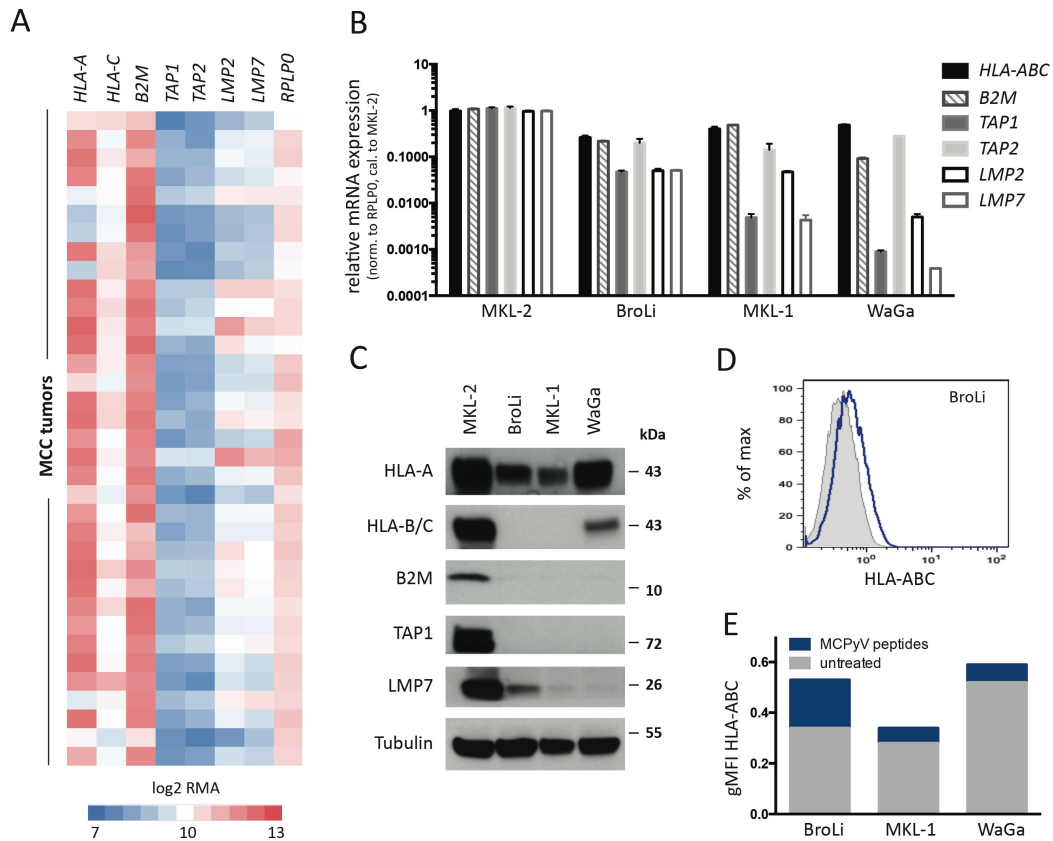 A
HLA-A HLA-C B2M TAP1 TAP2 LMP2 LMP7 RPLP0
MCC tumors
log2 RMA
7 10 13
B
relative mRNA expression
(norm. to RPLP0, cal. to MKL-2)
10
1
0.1000
0.0100
0.0010
0.0001
MKL-2 BroLi MKL-1 WaGa
HLA-ABC
B2M
TAP1
TAP2
LMP2
LMP7
C
MKL-2 BroLi MKL-1 WaGa
kDa
HLA-A 43
HLA-B/C 43
B2M 10
TAP1 72
LMP7 26
Tubulin 55
D
BroLi
% of max
100
80
60
40
20
0
10⁰ 10¹ 10²
HLA-ABC
E
MCPyV peptides
untreated
gMFI HLA-ABC
0.6
0.4
0.2
0.0
BroLi MKL-1 WaGa